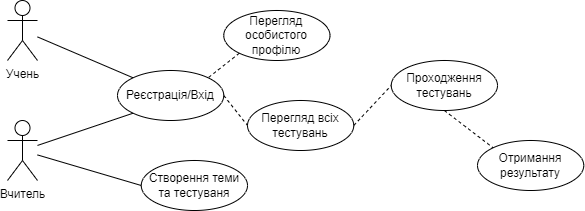 Учень
Вчитель
Реєстрація/Вхід
Створення теми
та тестуваня
Перегляд
особистого
профілю
Перегляд всіх
тестувань
Проходження
тестувань
Отримання
результату